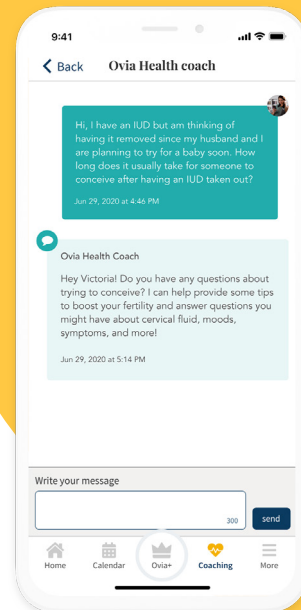 9:41
Back
Ovia Health coach
Hi, I have an IUD but am thinking of
having it removed since my husband and I
are planning to try for a baby soon. How
long does it usually take for someone to
conceive after having an IUD taken out?
Jun 29, 2020 at 4:46 PM
Ovia Health Coach
Hey Victoria! Do you have any questions about
trying to conceive? I can help provide some tips
to boost your fertility and answer questions you
might have about cervical fluid, moods,
symptoms, and more!
Jun 29, 2020 at 5:14 PM
Write your message
300
send
Home
Calendar
Ovia+
Coaching
More